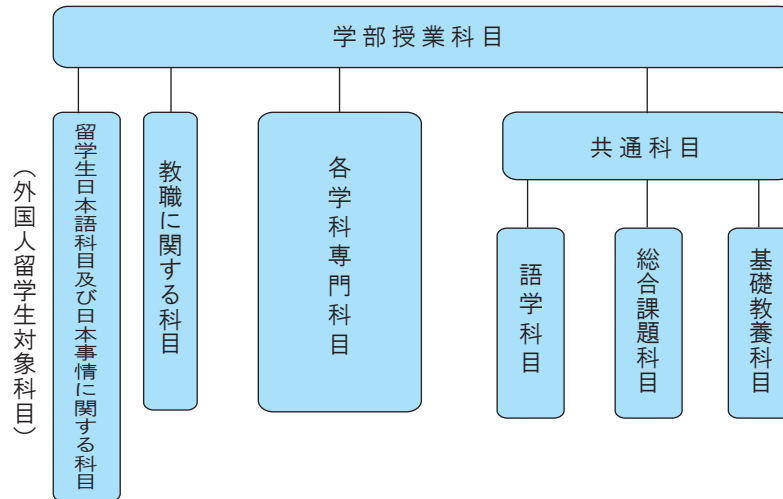 学部授業科目
共通科目
基礎教養科目
総合課題科目
語学科目
各学科専門科目
教職に関する科目
留学生日本語科目及び日本事情に関する科目
（外国人留学生対象科目）